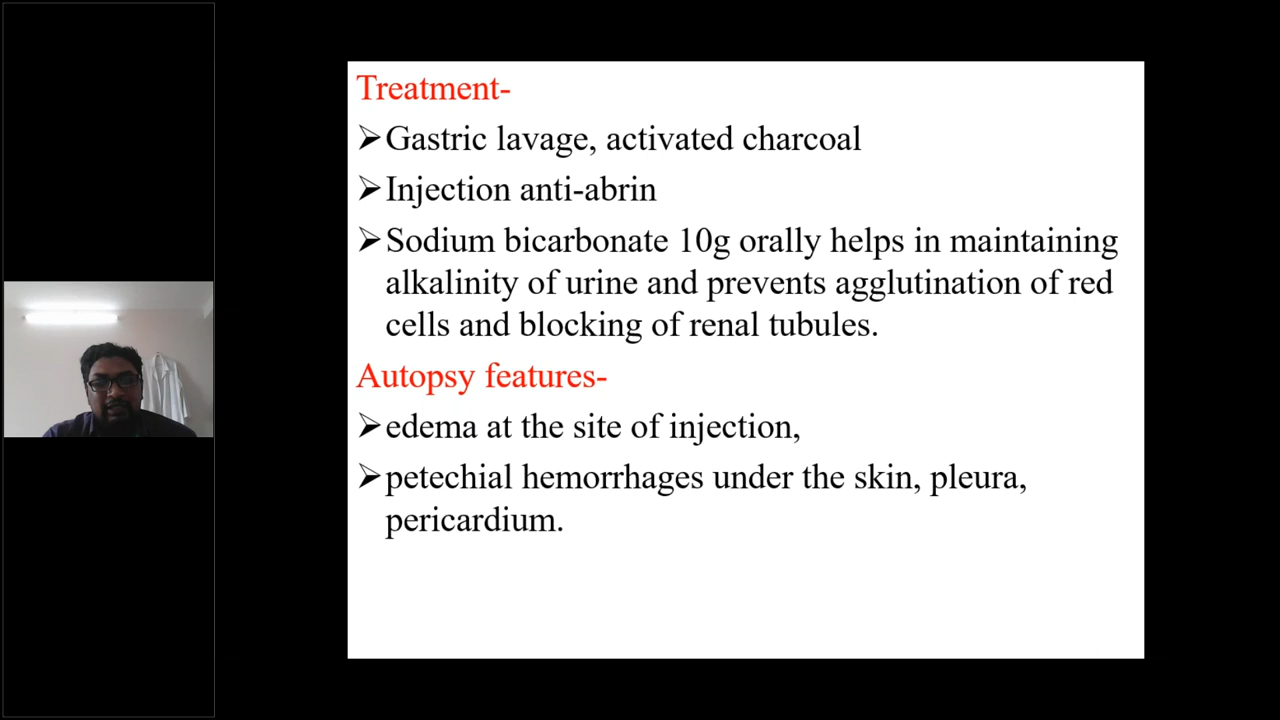 Treatment-
➢Gastric lavage, activated charcoal
➢Injection anti-abrin
➢Sodium bicarbonate 10g orally helps in maintaining
alkalinity of urine and prevents agglutination of red
cells and blocking of renal tubules.
Autopsy features-
➢edema at the site of injection,
➢petechial hemorrhages under the skin, pleura,
pericardium.